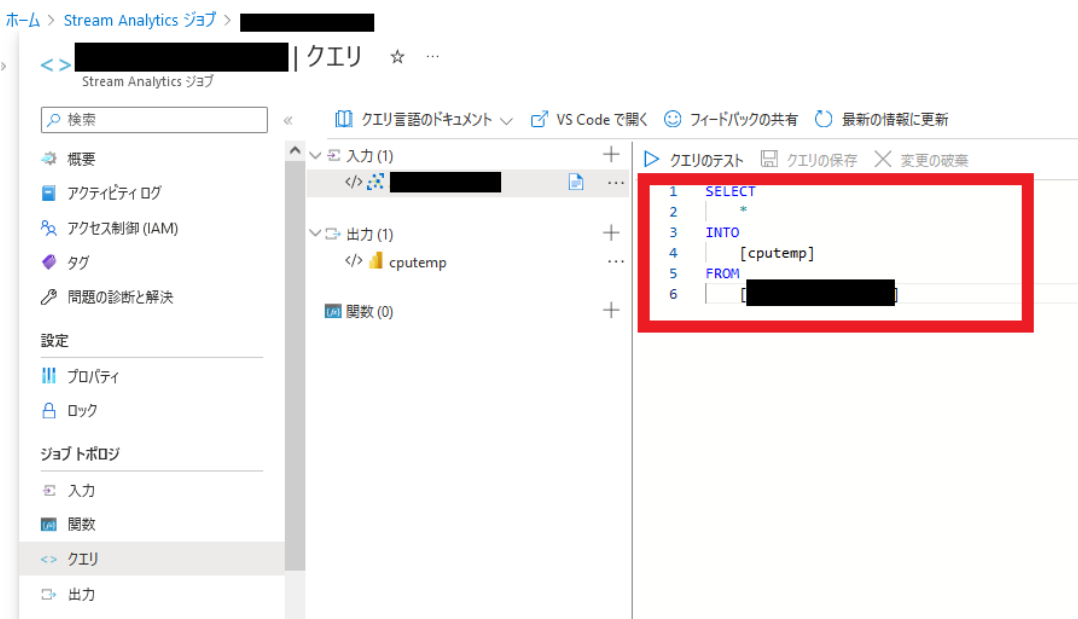 ホーム > Stream Analytics ジョブ >
| クエリ ☆ …
Stream Analytics ジョブ
検索
«
クエリ言語のドキュメント
VS Code で開く
フィードバックの共有
最新の情報に更新
概要
アクティビティ ログ
アクセス制御 (IAM)
タグ
問題の診断と解決
設定
プロパティ
ロック
ジョブ トポロジ
入力
関数
クエリ
出力
入力 (1)
出力 (1)
cputemp
関数 (0)
クエリのテスト
クエリの保存
変更の破棄
1 SELECT
2 *
3 INTO
4 [cputemp]
5 FROM
6 [ ]